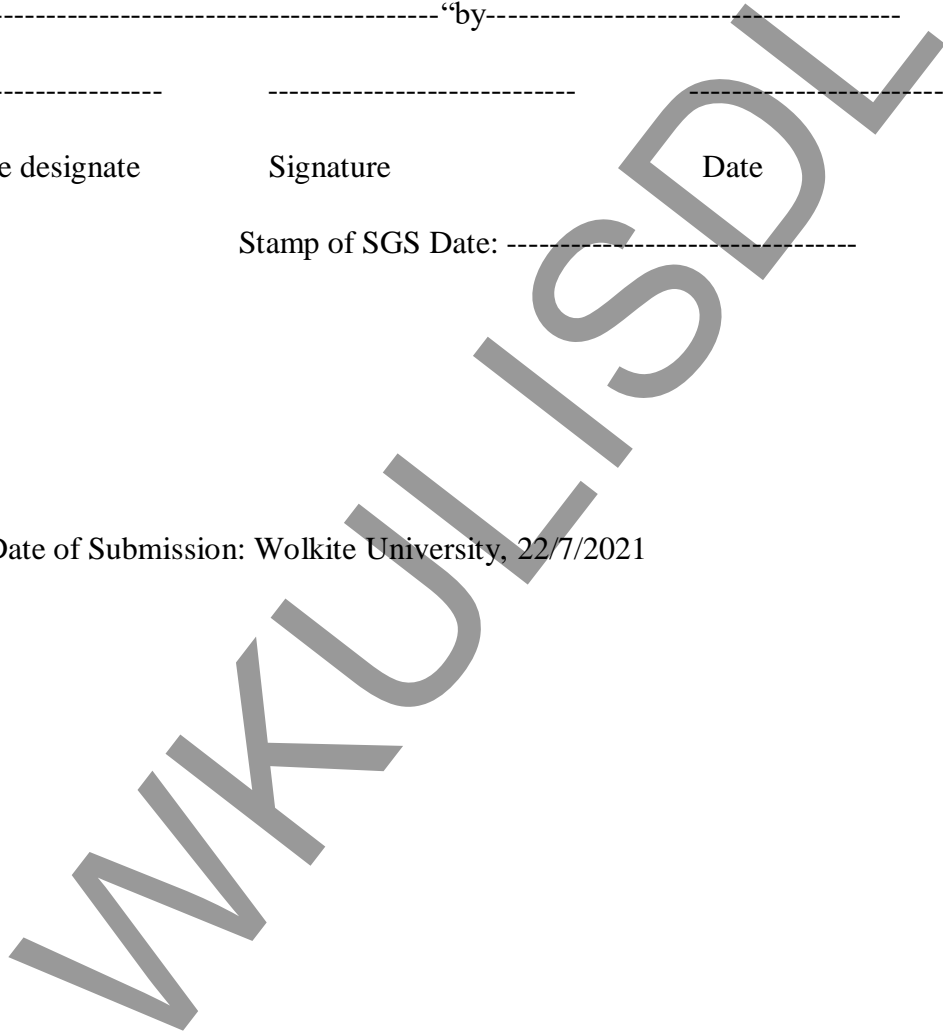 -----------------------------------------“by----------------------------------------
---------------- ------------------------------ -------------------------
e designate Signature Date
Stamp of SGS Date: ----------------------------------
Date of Submission: Wolkite University, 22/7/2021
WKULISDL